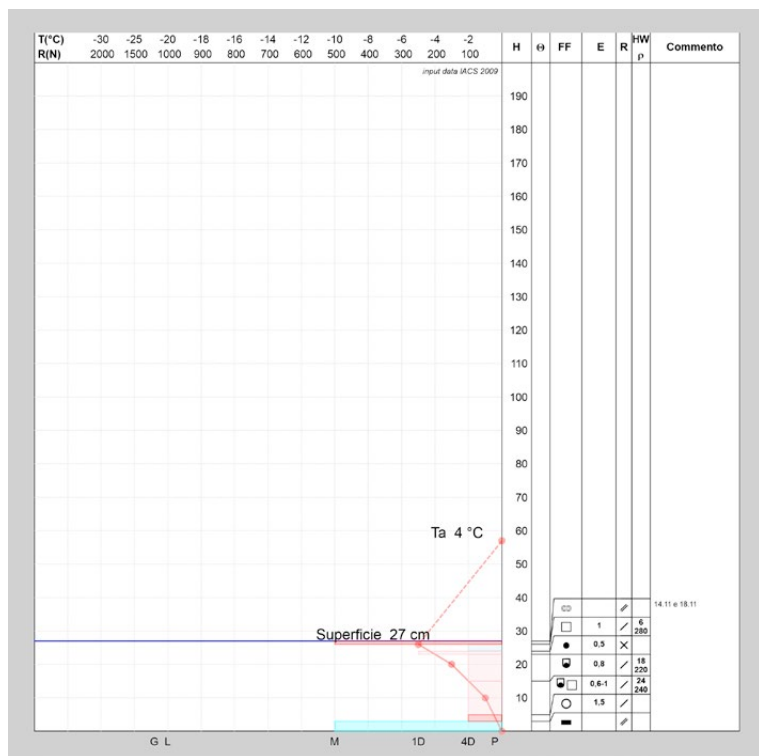 T(°C) -30 -25 -20 -18 -16 -14 -12 -10 -8 -6 -4 -2
R(N) 2000 1500 1000 900 800 700 600 500 400 300 200 100
H Θ FF E R HW ρ Commento
input data IACS 2009
190
180
170
160
150
140
130
120
110
100
90
80
70
60
Ta 4 °C
50
40
14.11 e 18.11
1 6 280
30
Superficie 27 cm
0,5
20
0,8 18 220
0,6-1 24 240
10
1,5
G L M 1D 4D P